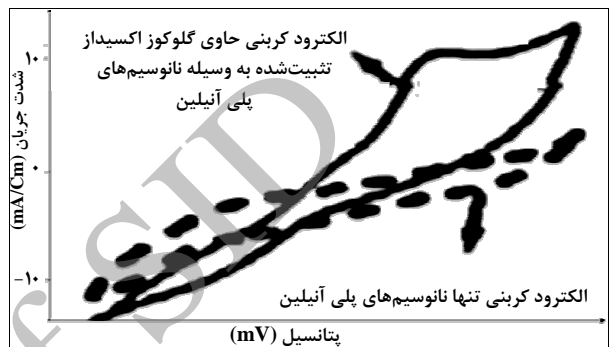 الکترود کربنی حاوی گلوکوز اکسیداز
تثبیت‌شده به وسیله نانوسیم‌های
پلی آنیلین
۱۰
۰
-۱۰
شدت جریان (mA/Cm)
الکترود کربنی تنها نانوسیم‌های پلی آنیلین
پتانسیل (mV)
f SID